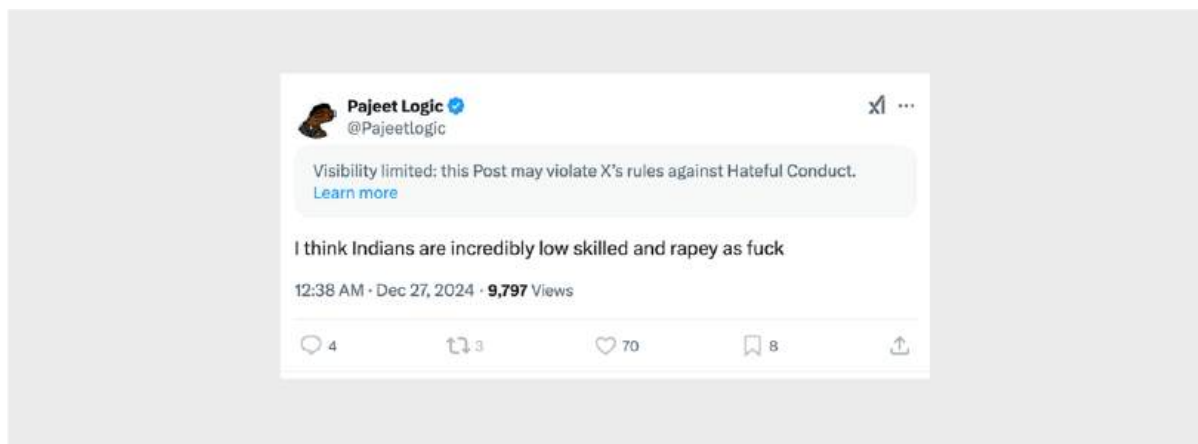 Pajeet Logic
@Pajeetlogic
Visibility limited: this Post may violate X's rules against Hateful Conduct.
Learn more
I think Indians are incredibly low skilled and rapey as fuck
12:38 AM · Dec 27, 2024 · 9,797 Views
4 3 70 8